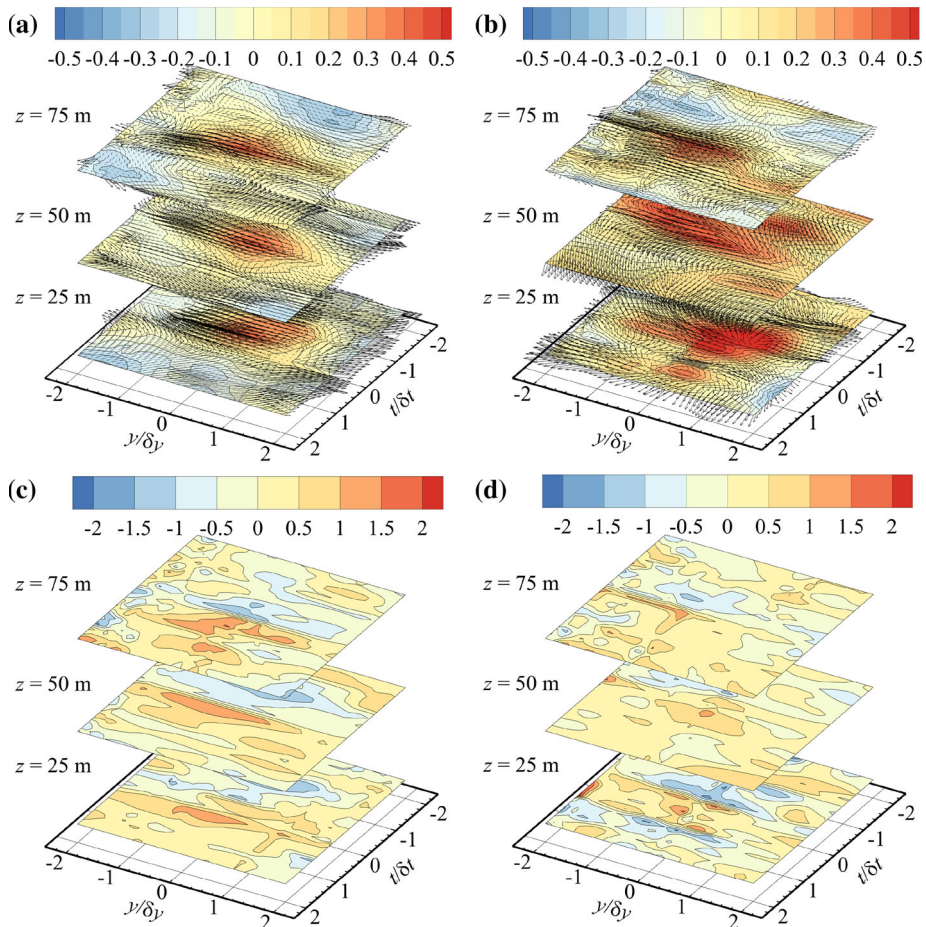 (a)
-0.5 -0.4 -0.3 -0.2 -0.1 0 0.1 0.2 0.3 0.4 0.5
z = 75 m
z = 50 m
z = 25 m
-2 -1 0 1 2
y/δy
-2 -1 0 1 2
t/δt
(b)
-0.5 -0.4 -0.3 -0.2 -0.1 0 0.1 0.2 0.3 0.4 0.5
z = 75 m
z = 50 m
z = 25 m
-2 -1 0 1 2
y/δy
-2 -1 0 1 2
t/δt
(c)
-2 -1.5 -1 -0.5 0 0.5 1 1.5 2
z = 75 m
z = 50 m
z = 25 m
-2 -1 0 1 2
y/δy
-2 -1 0 1 2
t/δt
(d)
-2 -1.5 -1 -0.5 0 0.5 1 1.5 2
z = 75 m
z = 50 m
z = 25 m
-2 -1 0 1 2
y/δy
-2 -1 0 1 2
t/δt